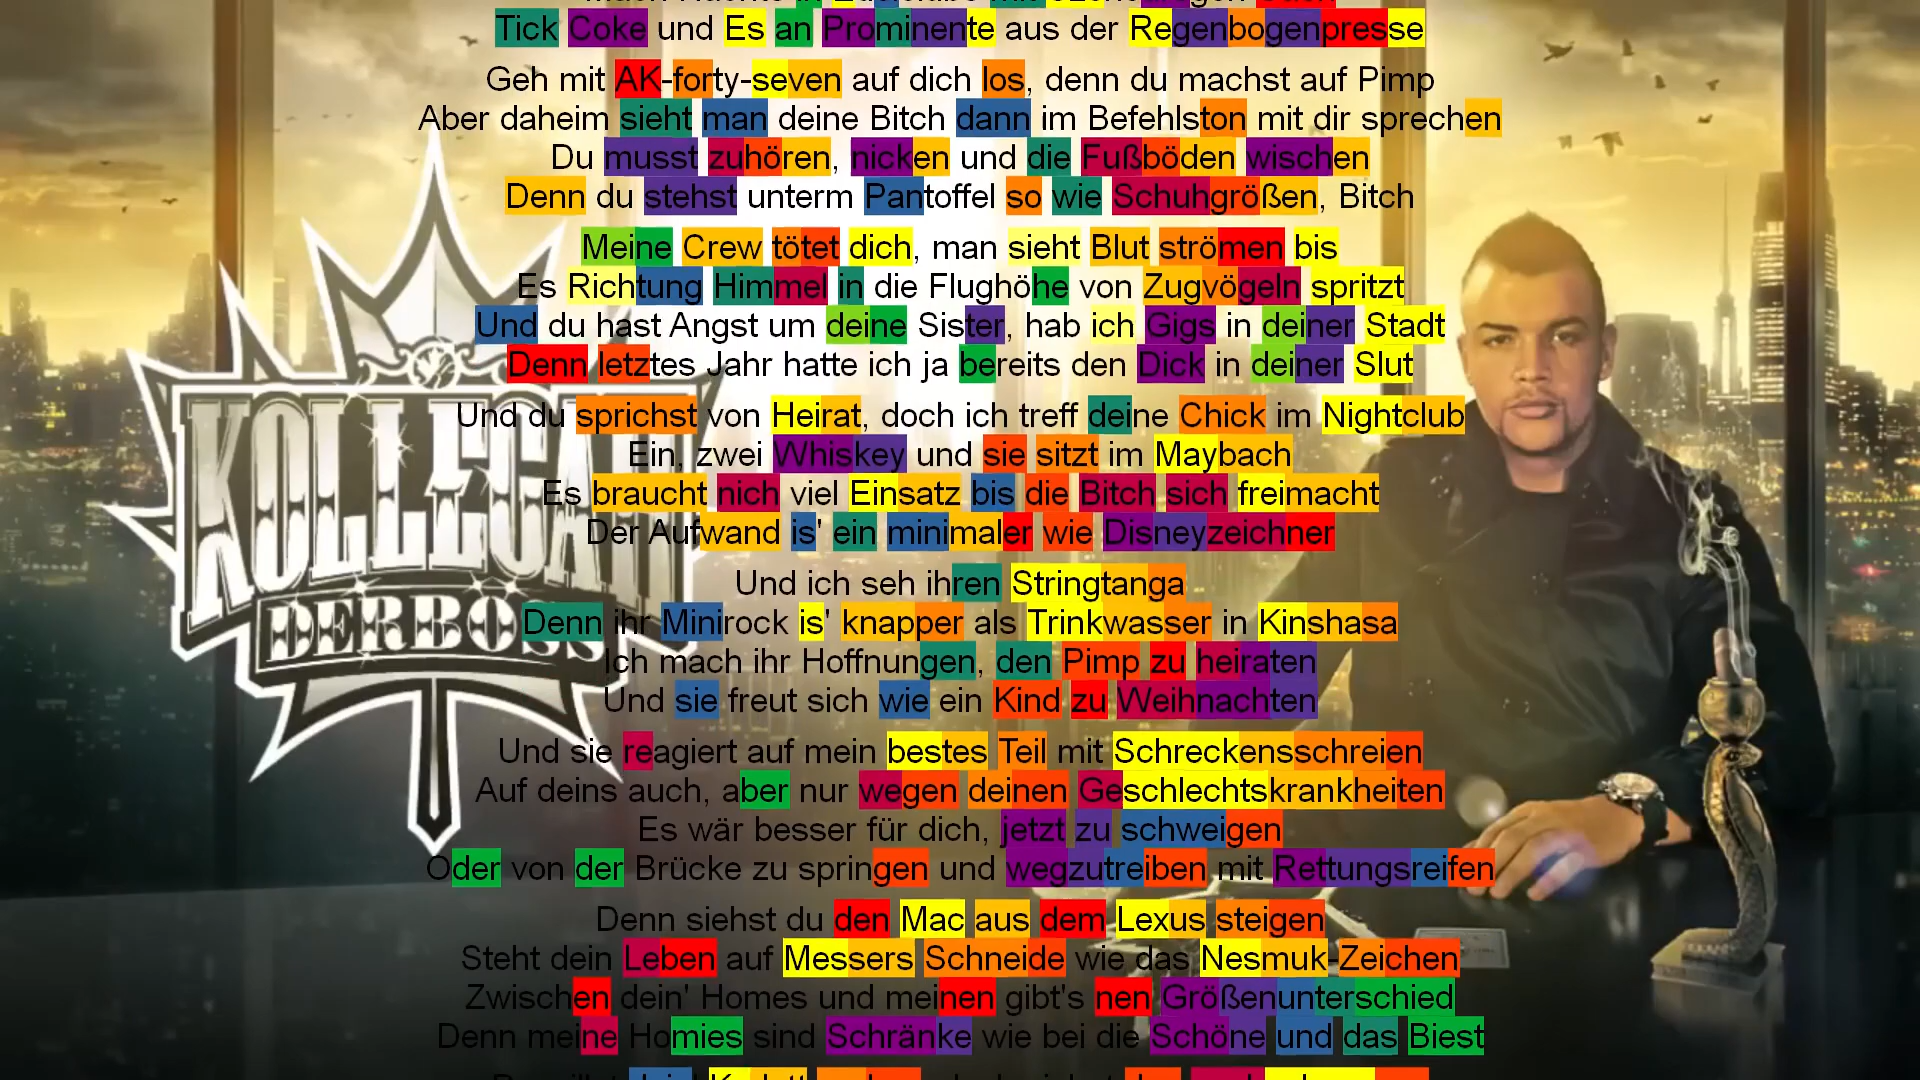 Tick Coke und Es an Prominente aus der Regenbogenpresse
Geh mit AK-forty-seven auf dich los, denn du machst auf Pimp
Aber daheim sieht man deine Bitch dann im Befehlston mit dir sprechen
Du musst zuhören, nicken und die Fußböden wischen
Denn du stehst unterm Pantoffel so wie Schuhgrößen, Bitch
Meine Crew tötet dich, man sieht Blut strömen bis
Es Richtung Himmel in die Flughöhe von Zugvögeln spritzt
Und du hast Angst um deine Sister, hab ich Gigs in deiner Stadt
Denn letztes Jahr hatte ich ja bereits den Dick in deiner Slut
Und du sprichst von Heirat, doch ich treff deine Chick im Nightclub
Ein, zwei Whiskey und sie sitzt im Maybach
Es braucht nich viel Einsatz bis die Bitch sich freimacht
Der Aufwand is' ein minimaler wie Disneyzeichner
Und ich seh ihren Stringtanga
Denn ihr Minirock is' knapper als Trinkwasser in Kinshasa
Ich mach ihr Hoffnungen, den Pimp zu heiraten
Und sie freut sich wie ein Kind zu Weihnachten
Und sie reagiert auf mein bestes Teil mit Schreckensschreien
Auf deins auch, aber nur wegen deinen Geschlechtskrankheiten
Es wär besser für dich, jetzt zu schweigen
Oder von der Brücke zu springen und wegzutreiben mit Rettungsreifen
Denn siehst du den Mac aus dem Lexus steigen
Steht dein Leben auf Messers Schneide wie das Nesmuk-Zeichen
Zwischen dein' Homes und meinen gibt's nen Größenunterschied
Denn meine Homies sind Schränke wie bei die Schöne und das Biest
KOLLEGAH
DER BOSS